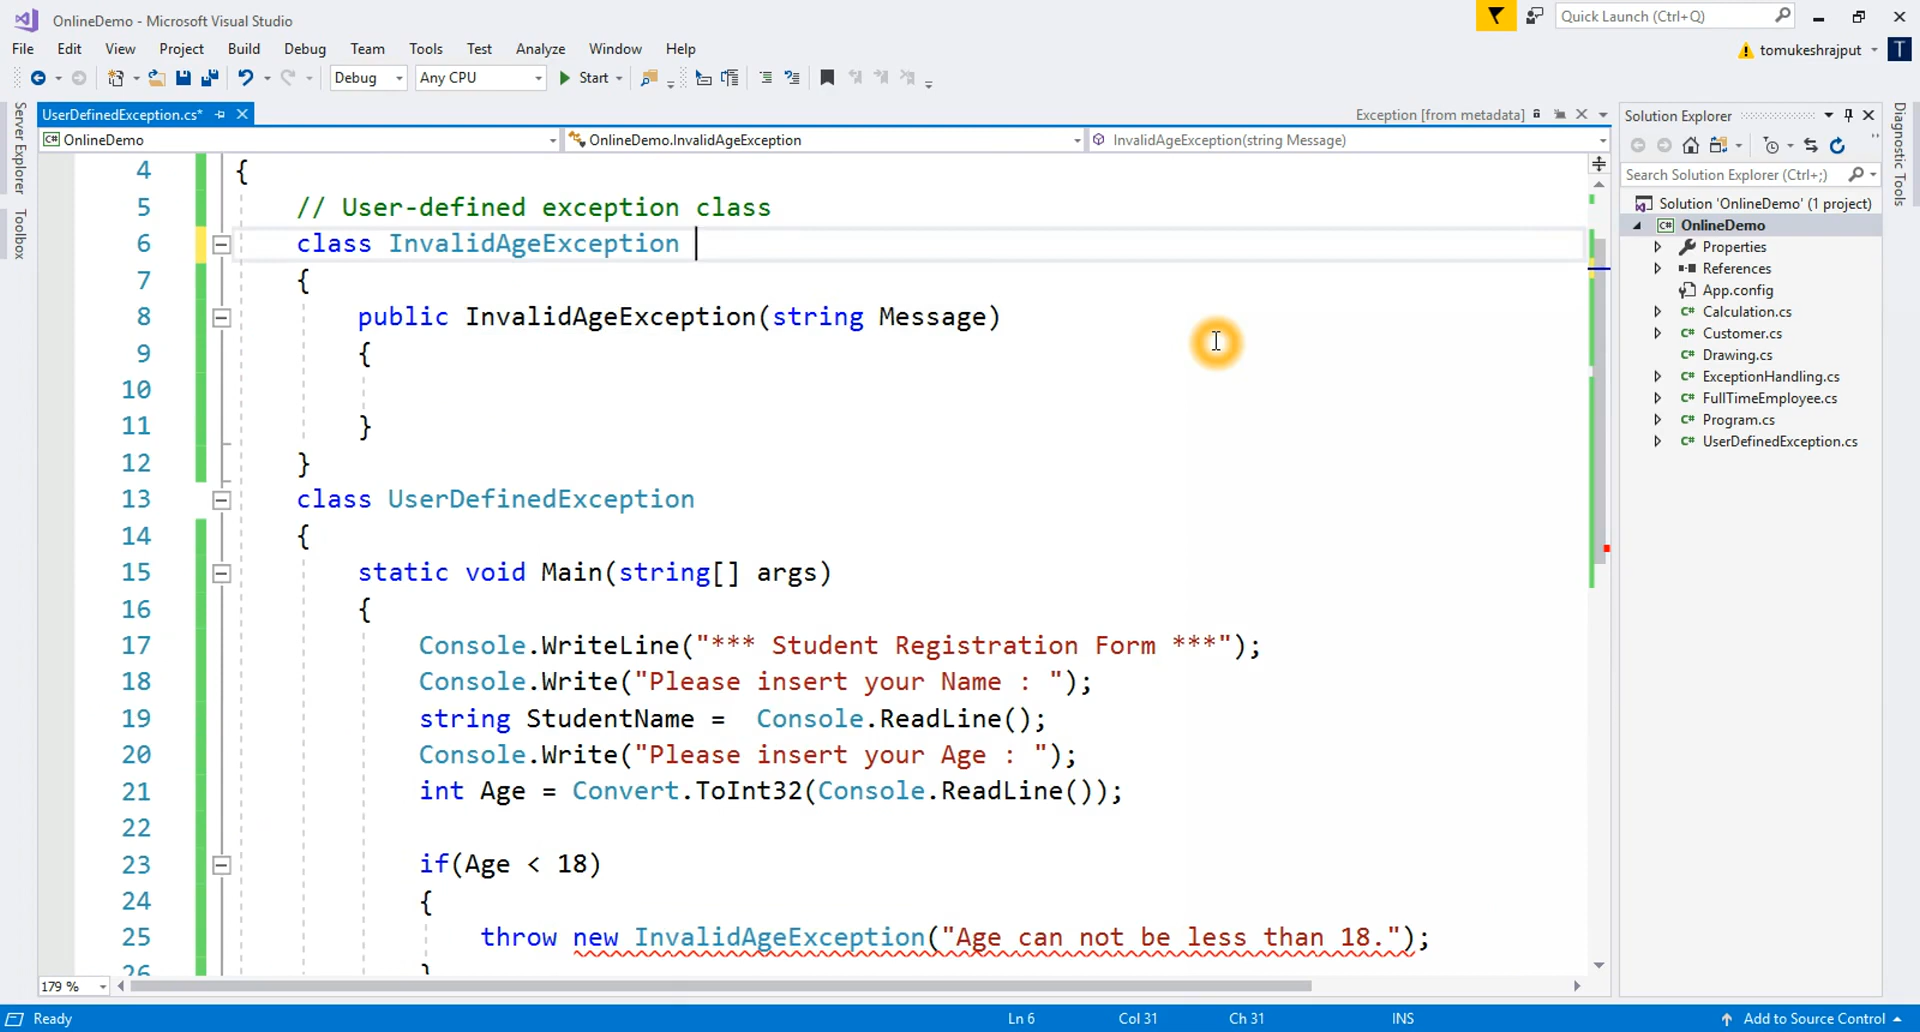 OnlineDemo - Microsoft Visual Studio
Quick Launch (Ctrl+Q)
File Edit View Project Build Debug Team Tools Test Analyze Window Help
tomukeshrajput
T
Debug
Any CPU
Start
UserDefinedException.cs*
Exception [from metadata]
Solution Explorer
Server Explorer
Toolbox
Diagnostic Tools
C# OnlineDemo
OnlineDemo.InvalidAgeException
InvalidAgeException(string Message)
Search Solution Explorer (Ctrl+;)
Solution 'OnlineDemo' (1 project)
C# OnlineDemo
Properties
References
App.config
C# Calculation.cs
C# Customer.cs
C# Drawing.cs
C# ExceptionHandling.cs
C# FullTimeEmployee.cs
C# Program.cs
C# UserDefinedException.cs
4 {
5 // User-defined exception class
6 class InvalidAgeException
7 {
8 public InvalidAgeException(string Message)
9 {
10
11 }
12 }
13 class UserDefinedException
14 {
15 static void Main(string[] args)
16 {
17 Console.WriteLine("*** Student Registration Form ***");
18 Console.Write("Please insert your Name : ");
19 string StudentName = Console.ReadLine();
20 Console.Write("Please insert your Age : ");
21 int Age = Convert.ToInt32(Console.ReadLine());
22
23 if(Age < 18)
24 {
25 throw new InvalidAgeException("Age can not be less than 18.");
26 }
179 %
Ready
Ln 6
Col 31
Ch 31
INS
Add to Source Control